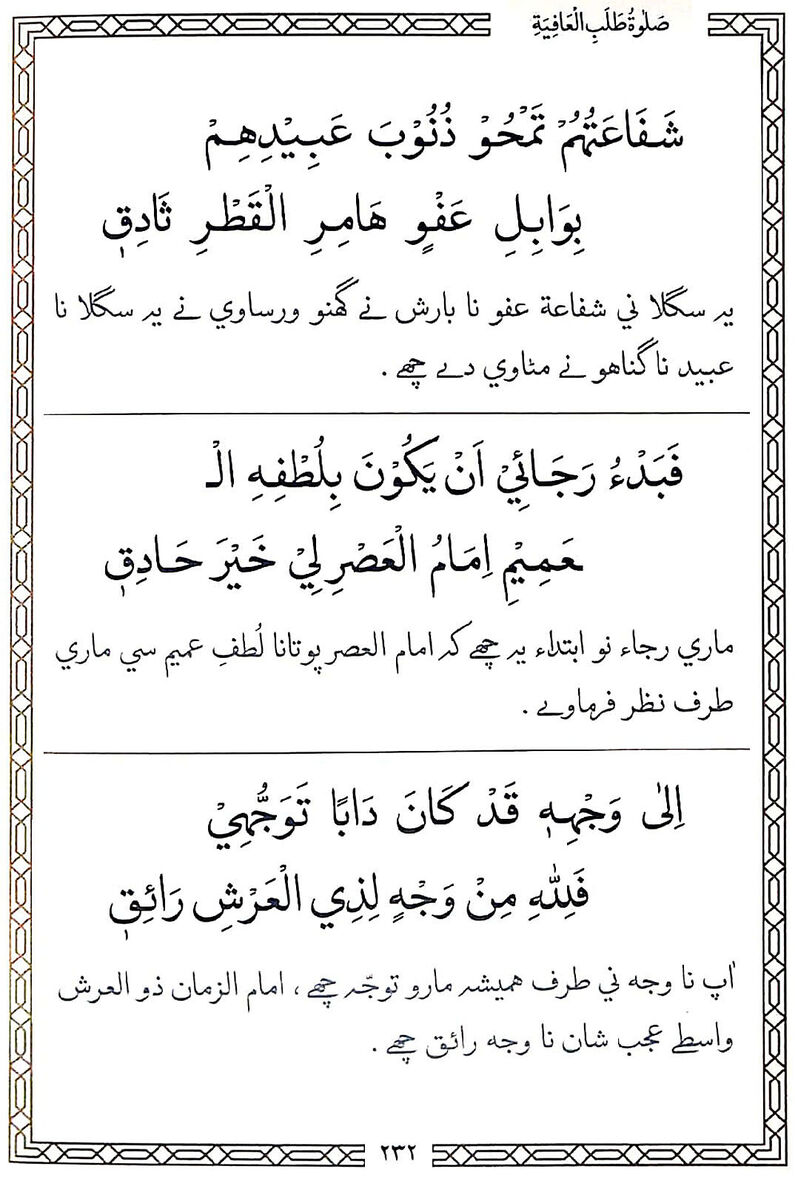 صَلٰوةُ طَلَبِ الْعَافِيَةِ
شَفَاعَتُهُمْ تَمْحُوْ ذُنُوْبَ عَبِيْدِهِمْ
بِوَابِلِ عَفْوٍ هَامِرِ الْقَطْرِ ثَادِقٖ
يہ سگلا ني شفاعة عفو نا بارش نے گھنو ورساوي نے يہ سگلا نا
عبيد نا گناهو نے مٹاوي دے چھے .
فَبَدْءُ رَجَائِيْ اَنْ يَكُوْنَ بِلُطْفِهِ الْـ
ـعَمِيْمِ اِمَامُ الْعَصْرِ لِيْ خَيْرَ حَادِقٖ
ماري رجاء نو ابتداء يہ چھے كہ امام العصر پوتانا لُطفِ عميم سي ماري
طرف نظر فرماوے .
اِلٰى وَجْهِهٖ قَدْ كَانَ دَابًا تَوَجُّهِيْ
فَلِلّٰهِ مِنْ وَجْهٍ لِذِي الْعَرْشِ رَائِقٖ
اٰپ نا وجه ني طرف هميشہ مارو توجّہ چھے ، امام الزمان ذو العرش
واسطے عجب شان نا وجه رائق چھے .
٢٣٢